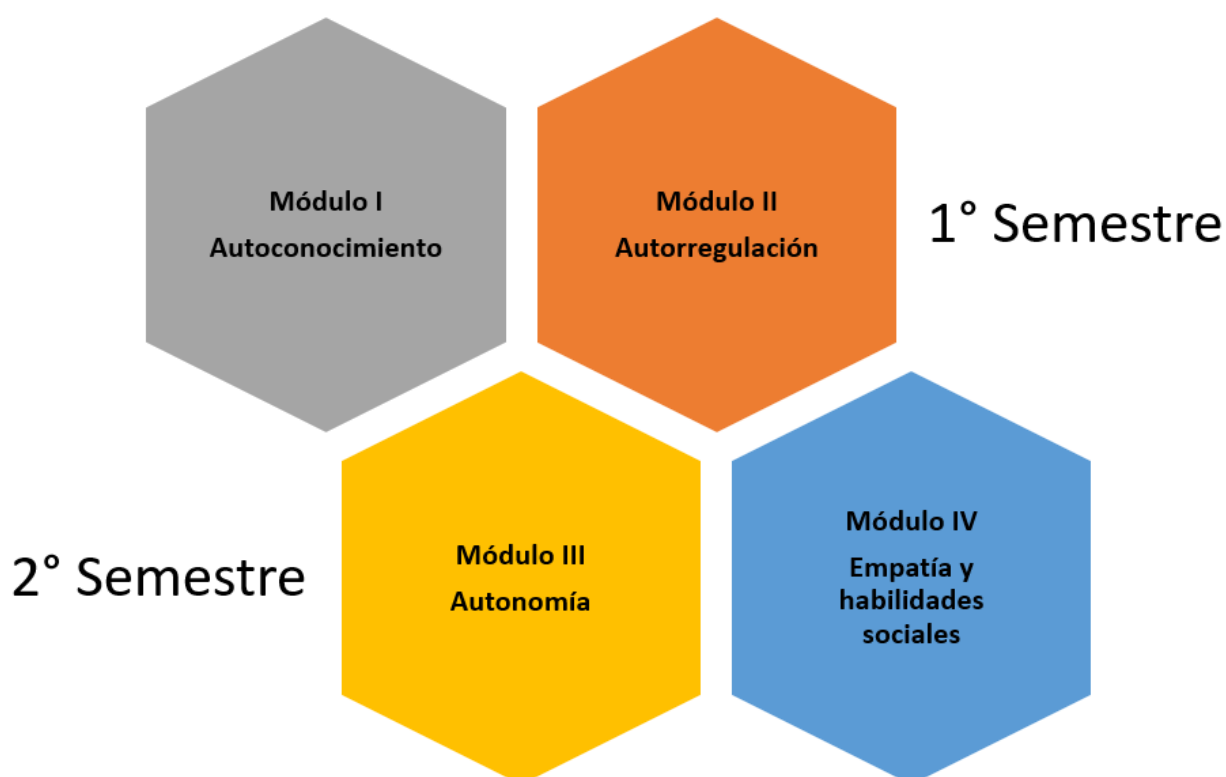 Módulo I
Autoconocimiento
Módulo II
Autorregulación
1° Semestre
2° Semestre
Módulo III
Autonomía
Módulo IV
Empatía y
habilidades
sociales